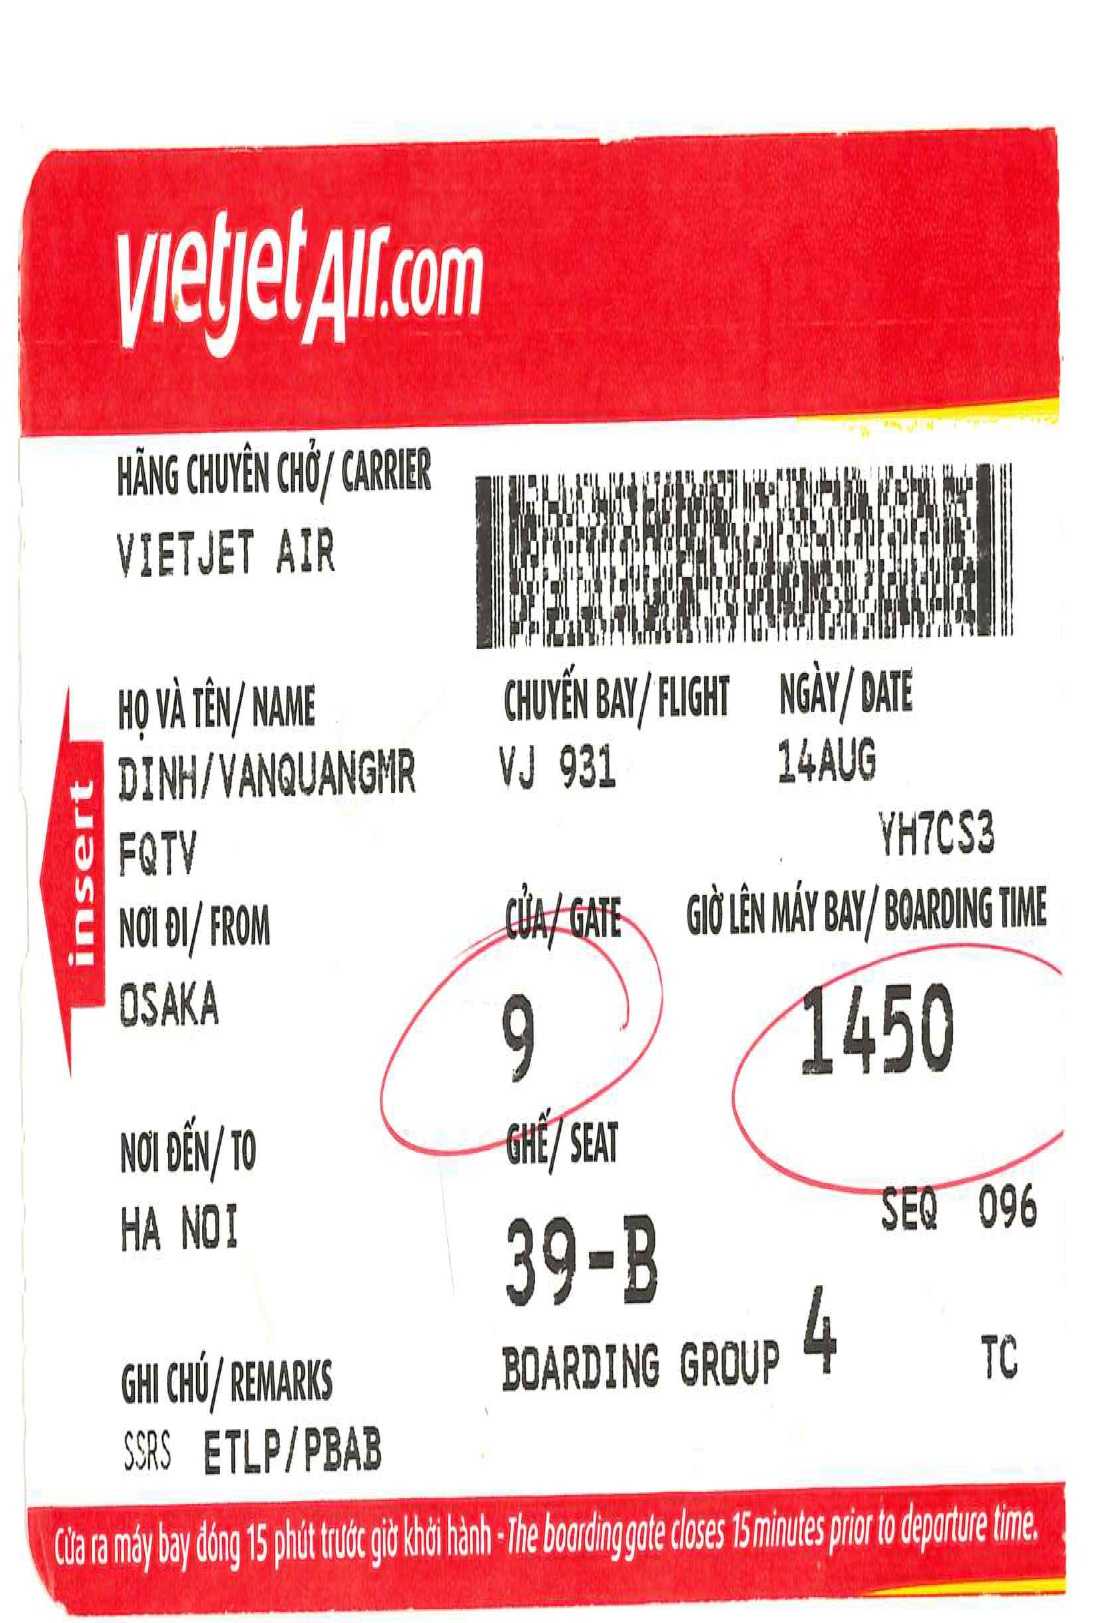 vietjetAir.com
HÃNG CHUYÊN CHỞ/ CARRIER
VIETJET AIR
HỌ VÀ TÊN/ NAME
DINH/VANQUANGMR
CHUYẾN BAY/ FLIGHT
VJ 931
NGÀY/ DATE
14AUG
FQTV
YH7CS3
NƠI ĐI/ FROM
OSAKA
CỬA/ GATE
9
GIỜ LÊN MÁY BAY/ BOARDING TIME
1450
NƠI ĐẾN/ TO
HA NOI
GHẾ/ SEAT
39-B
SEQ 096
BOARDING GROUP 4
TC
GHI CHÚ/ REMARKS
SSRS ETLP/PBAB
insert
Cửa ra máy bay đóng 15 phút trước giờ khởi hành - The boarding gate closes 15 minutes prior to departure time.